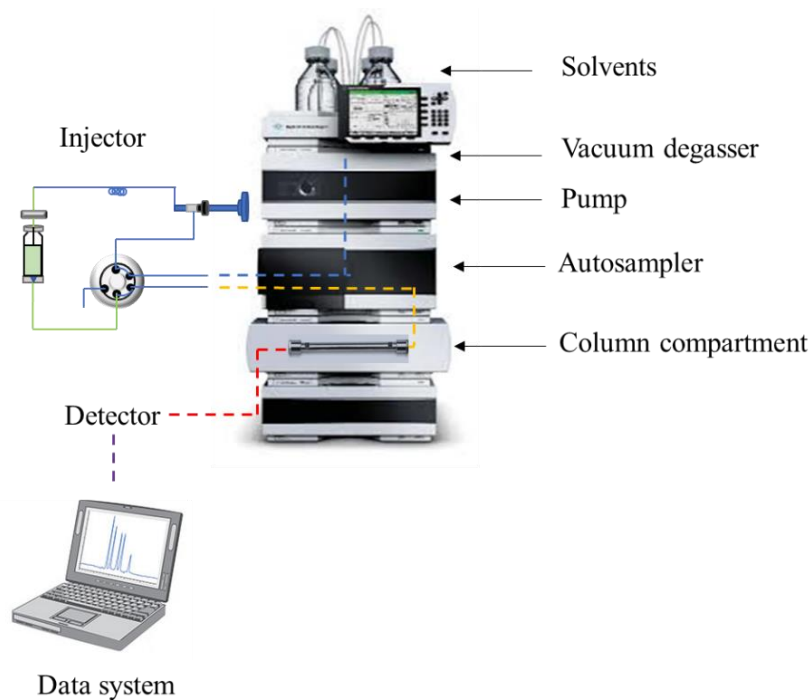 Solvents
Injector
Vacuum degasser
Pump
Autosampler
Column compartment
Detector
Data system